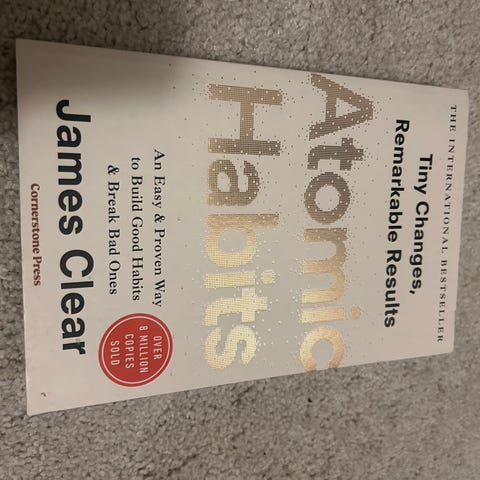 THE INTERNATIONAL BESTSELLER
Tiny Changes,
Remarkable Results
Atomic
Habits
An Easy & Proven Way
to Build Good Habits
& Break Bad Ones
OVER
8 MILLION
COPIES
SOLD
James Clear
Cornerstone Press